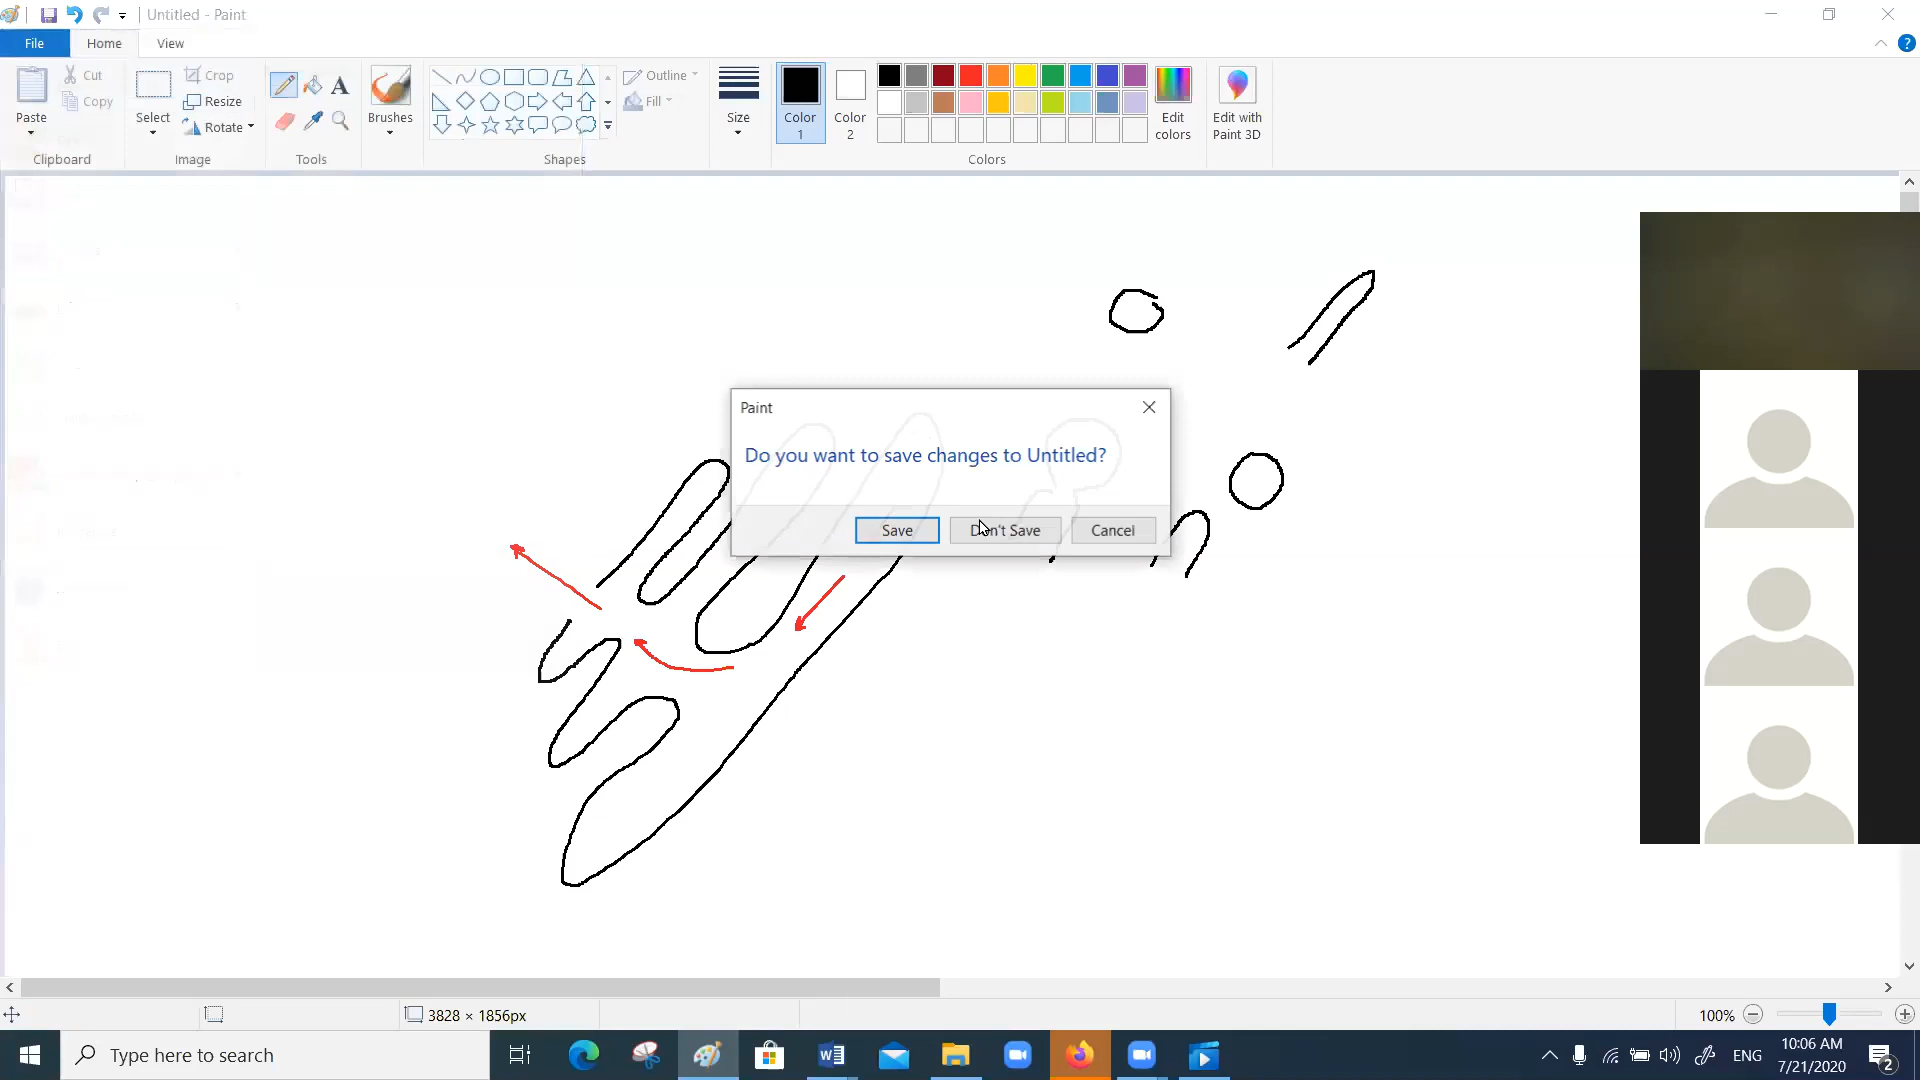 Untitled - Paint
File Home View
Paste
Cut
Copy
Clipboard
Select
Crop
Resize
Rotate
Image
A
Tools
Brushes
Shapes
Outline
Fill
Size
Color 1
Color 2
Colors
Edit colors
Edit with Paint 3D
?
Paint
Do you want to save changes to Untitled?
Save Don't Save Cancel
3828 × 1856px
100%
Type here to search
ENG
10:06 AM
7/21/2020
2